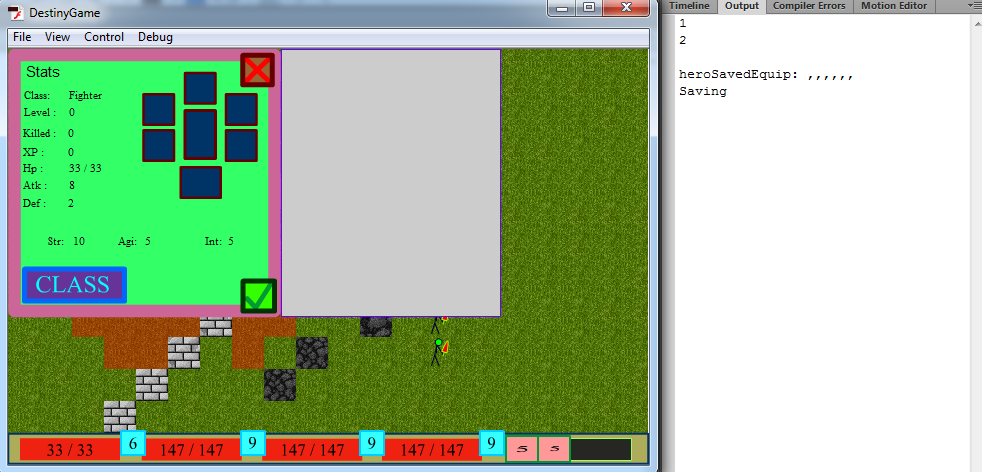 DestinyGame
File View Control Debug
Stats
Class: Fighter
Level : 0
Killed : 0
XP : 0
Hp : 33 / 33
Atk : 8
Def : 2
Str: 10 Agi: 5 Int: 5
CLASS
33 / 33 6 147 / 147 9 147 / 147 9 147 / 147 9 S S
Timeline Output Compiler Errors Motion Editor
1
2
heroSavedEquip: ,,,,,,
Saving